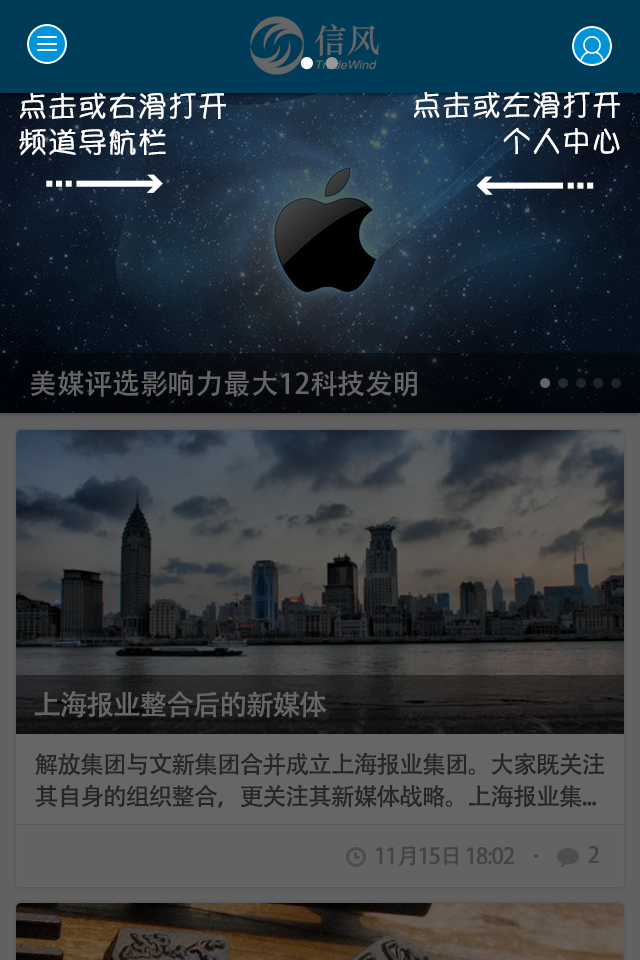 信风
TradeWind
点击或右滑打开
频道导航栏
点击或左滑打开
个人中心
美媒评选影响力最大12科技发明
上海报业整合后的新媒体
解放集团与文新集团合并成立上海报业集团。大家既关注
其自身的组织整合，更关注其新媒体战略。上海报业集...
11月15日 18:02 · 2